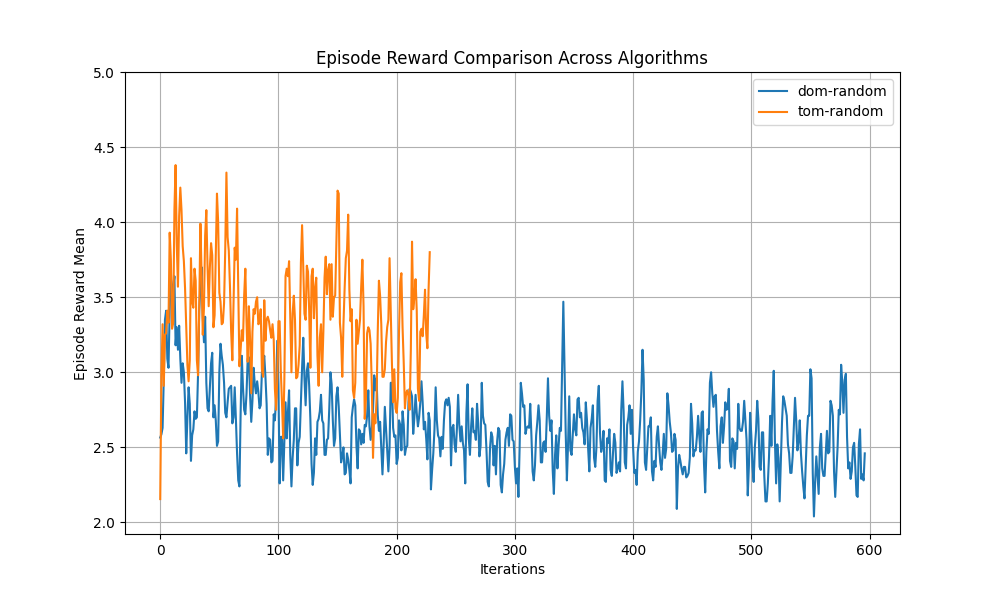 Episode Reward Comparison Across Algorithms
5.0
4.5
4.0
3.5
3.0
2.5
2.0
Episode Reward Mean
dom-random
tom-random
0 100 200 300 400 500 600
Iterations